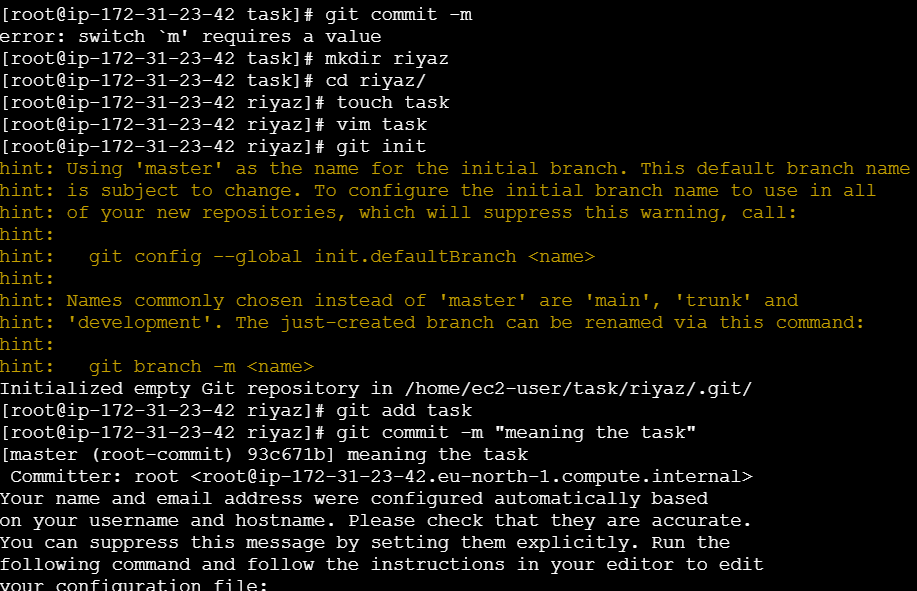 [root@ip-172-31-23-42 task]# git commit -m
error: switch `m' requires a value
[root@ip-172-31-23-42 task]# mkdir riyaz
[root@ip-172-31-23-42 task]# cd riyaz/
[root@ip-172-31-23-42 riyaz]# touch task
[root@ip-172-31-23-42 riyaz]# vim task
[root@ip-172-31-23-42 riyaz]# git init
hint: Using 'master' as the name for the initial branch. This default branch name
hint: is subject to change. To configure the initial branch name to use in all
hint: of your new repositories, which will suppress this warning, call:
hint:
hint:   git config --global init.defaultBranch <name>
hint:
hint: Names commonly chosen instead of 'master' are 'main', 'trunk' and
hint: 'development'. The just-created branch can be renamed via this command:
hint:
hint:   git branch -m <name>
Initialized empty Git repository in /home/ec2-user/task/riyaz/.git/
[root@ip-172-31-23-42 riyaz]# git add task
[root@ip-172-31-23-42 riyaz]# git commit -m "meaning the task"
[master (root-commit) 93c671b] meaning the task
 Committer: root <root@ip-172-31-23-42.eu-north-1.compute.internal>
Your name and email address were configured automatically based
on your username and hostname. Please check that they are accurate.
You can suppress this message by setting them explicitly. Run the
following command and follow the instructions in your editor to edit
your configuration file: